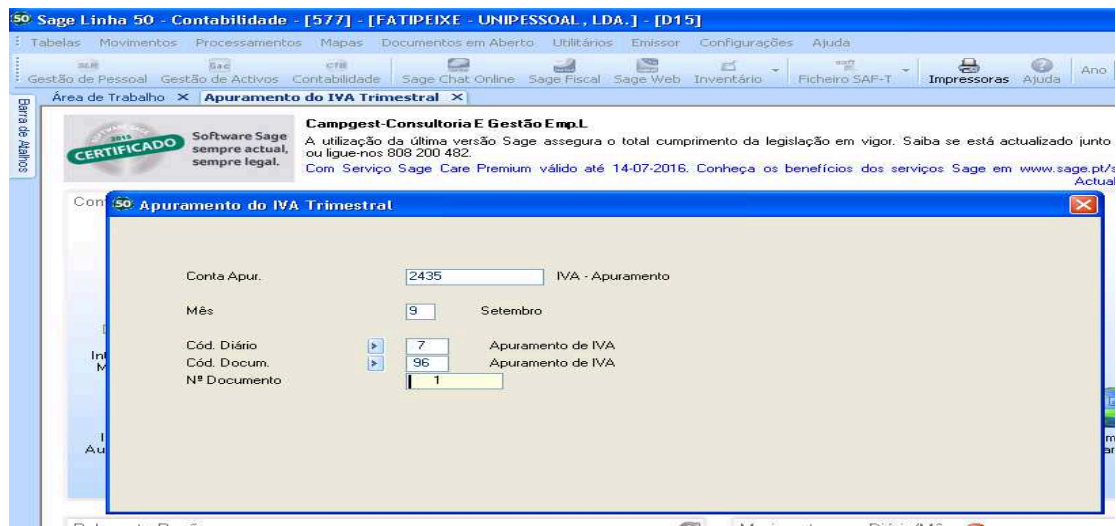 Sage Linha 50 - Contabilidade - [577] - [FATIPEIXE - UNIPESSOAL, LDA.] - [D15]
Tabelas Movimentos Processamentos Mapas Documentos em Aberto Utilitários Emissor Configurações Ajuda
Gestão de Pessoal Gestão de Activos Contabilidade Sage Chat Online Sage Fiscal Sage Web Inventário Ficheiro SAF-T Impressoras Ajuda Ano
Barra de Atalhos
Área de Trabalho Apuramento do IVA Trimestral
2015
CERTIFICADO
Software Sage
sempre actual,
sempre legal.
Campgest-Consultoria E Gestão Emp.L
A utilização da última versão Sage assegura o total cumprimento da legislação em vigor. Saiba se está actualizado junto
ou ligue-nos 808 200 482.
Com Serviço Sage Care Premium válido até 14-07-2016. Conheça os benefícios dos serviços Sage em www.sage.pt/s
Actual
50 Apuramento do IVA Trimestral
Conta Apur. 2435 IVA - Apuramento
Mês 9 Setembro
Cód. Diário 7 Apuramento de IVA
Cód. Docum. 96 Apuramento de IVA
Nº Documento 1